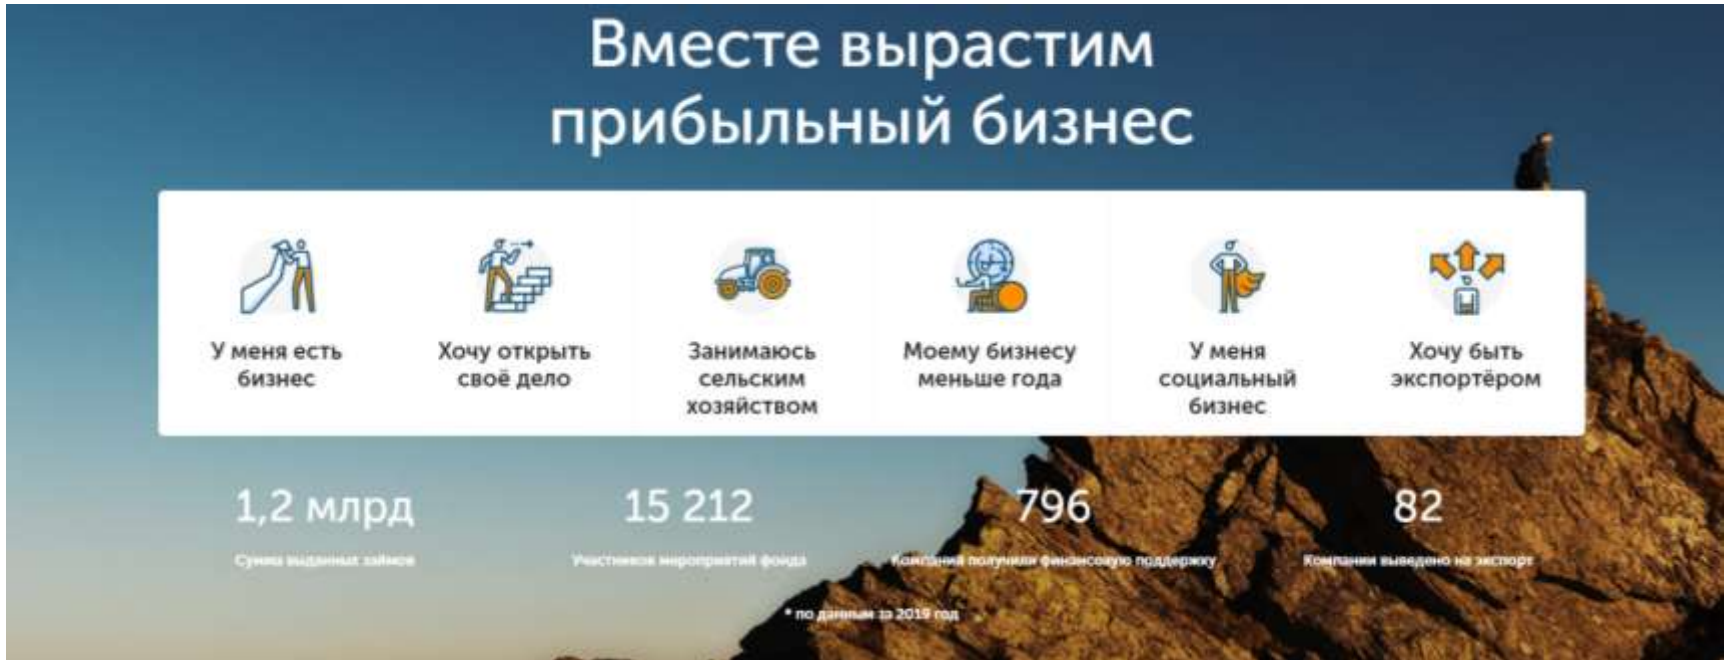 Вместе вырастим
прибыльный бизнес
У меня есть
бизнес
Хочу открыть
своё дело
Занимаюсь
сельским
хозяйством
Моему бизнесу
меньше года
У меня
социальный
бизнес
Хочу быть
экспортёром
1,2 млрд
Сумма выданных займов
15 212
Участников мероприятий фонда
796
Компаний получили финансовую поддержку
82
Компании выведено на экспорт
* по данным за 2019 год